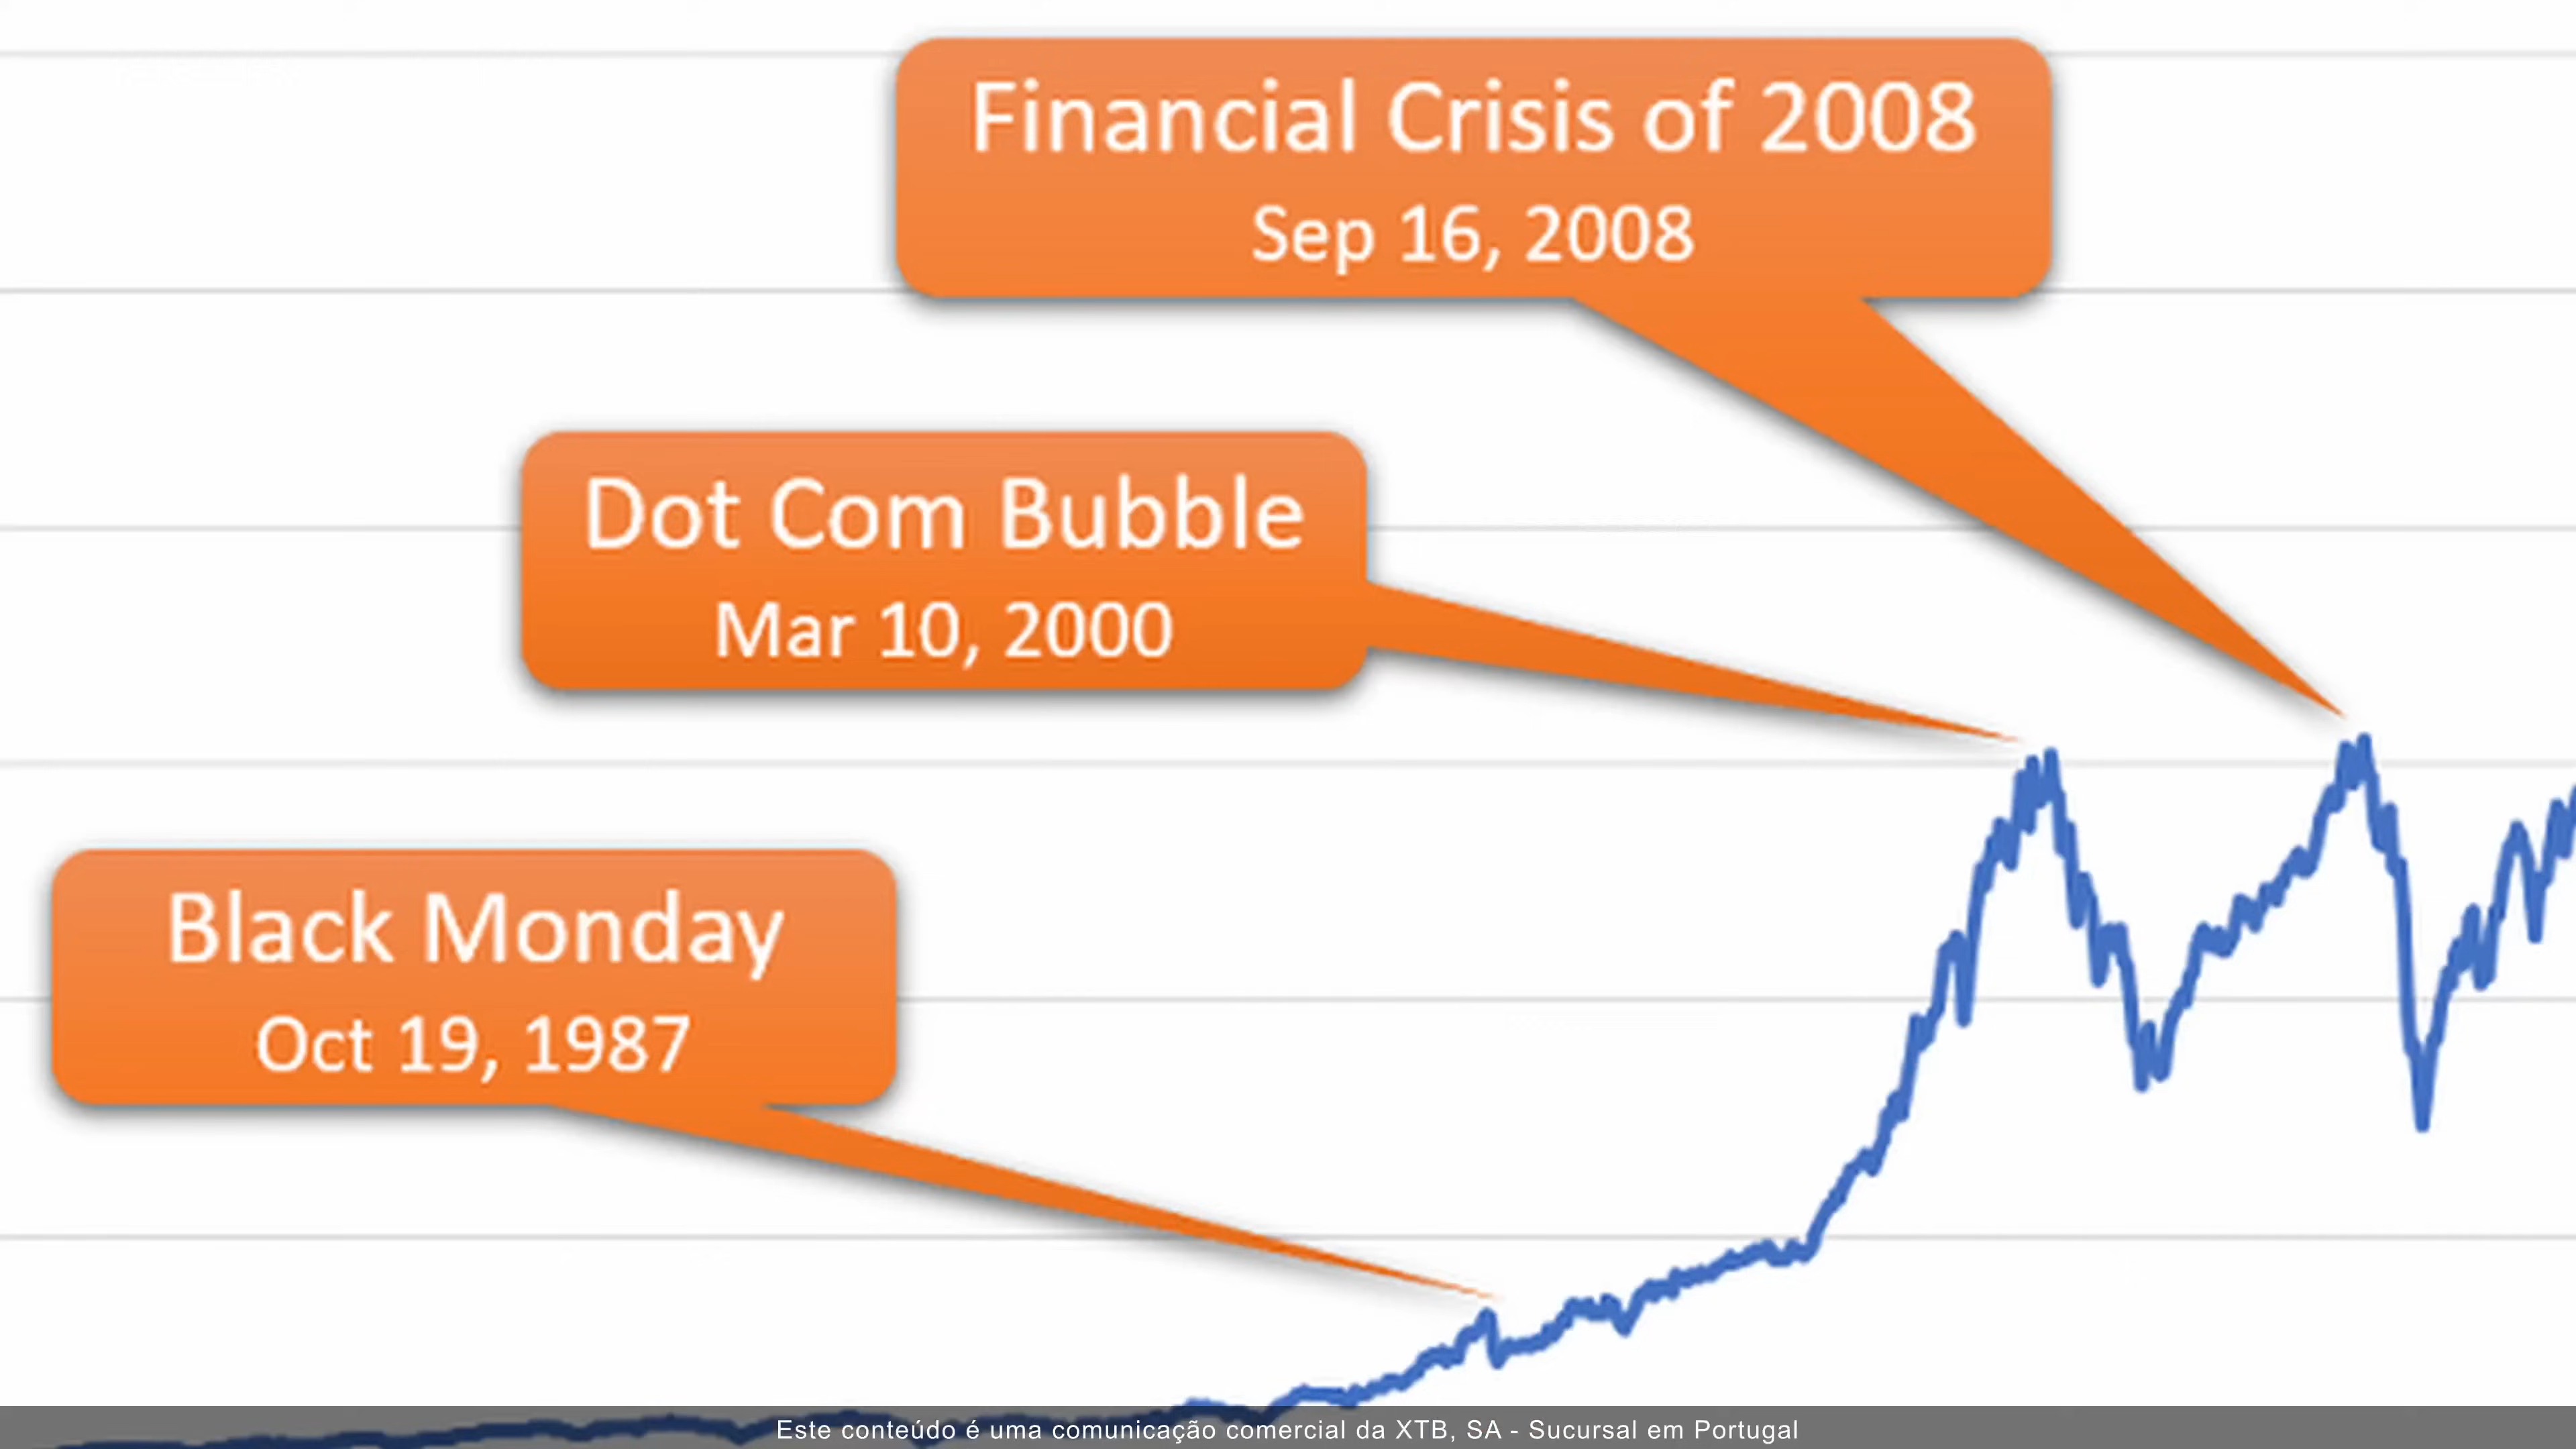 Financial Crisis of 2008
Sep 16, 2008
Dot Com Bubble
Mar 10, 2000
Black Monday
Oct 19, 1987
Este conteúdo é uma comunicação comercial da XTB, SA - Sucursal em Portugal